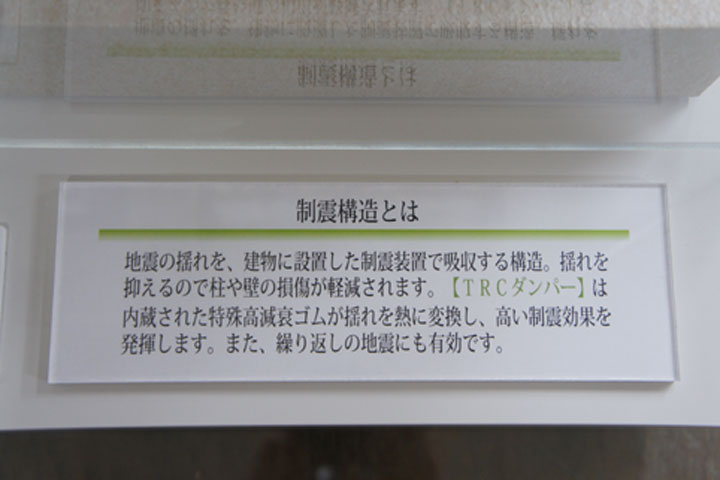 制震構造とは
地震の揺れを、建物に設置した制震装置で吸収する構造。揺れを
抑えるので柱や壁の損傷が軽減されます。【TRCダンパー】は
内蔵された特殊高減衰ゴムが揺れを熱に変換し、高い制震効果を
発揮します。また、繰り返しの地震にも有効です。